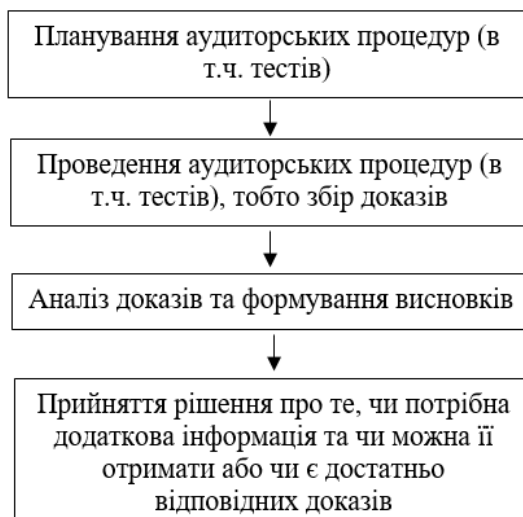 Планування аудиторських процедур (в
т.ч. тестів)
Проведення аудиторських процедур (в
т.ч. тестів), тобто збір доказів
Аналіз доказів та формування висновків
Прийняття рішення про те, чи потрібна
додаткова інформація та чи можна її
отримати або чи є достатньо
відповідних доказів